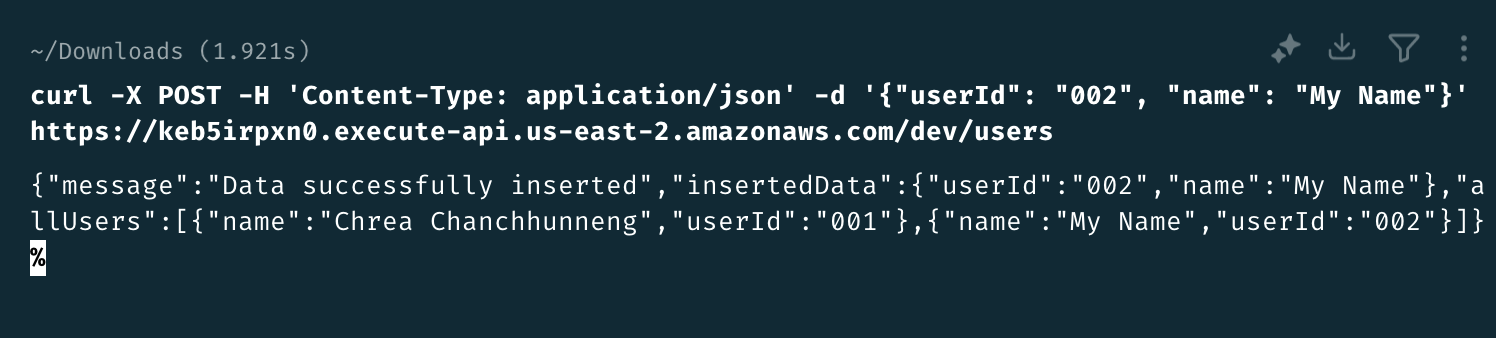 ~/Downloads (1.921s)
curl -X POST -H 'Content-Type: application/json' -d '{"userId": "002", "name": "My Name"}'
https://keb5irpxn0.execute-api.us-east-2.amazonaws.com/dev/users
{"message":"Data successfully inserted","insertedData":{"userId":"002","name":"My Name"},"a
llUsers":[{"name":"Chrea Chanchhunneng","userId":"001"},{"name":"My Name","userId":"002"}]}
%